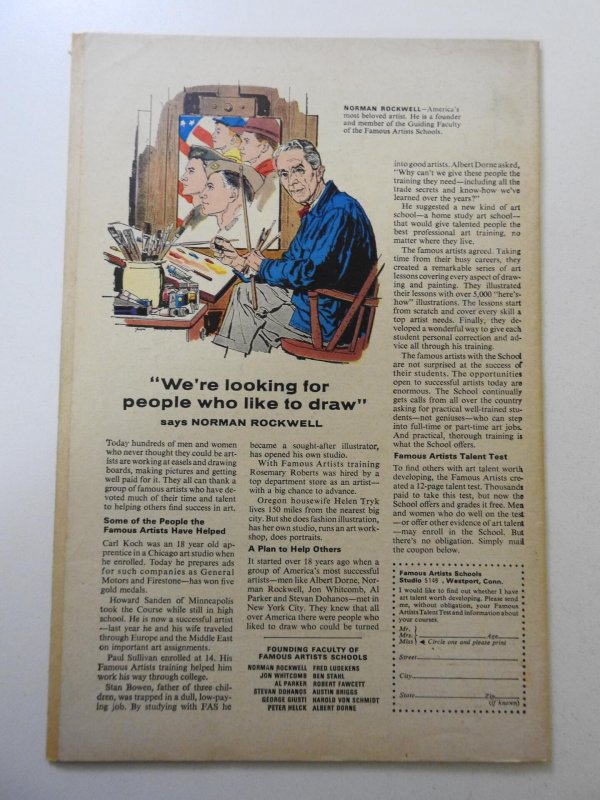 NORMAN ROCKWELL—America's
most beloved artist. He is a founder
and member of the Guiding Faculty
of the Famous Artists Schools.
"We're looking for
people who like to draw"
says NORMAN ROCKWELL
Today hundreds of men and women
who never thought they could be art-
ists are working at easels and drawing
boards, making pictures and getting
well paid for it. They all can thank a
group of famous artists who have de-
voted much of their time and talent
to helping others find success in art.
Some of the People the
Famous Artists Have Helped
Carl Koch was an 18 year old ap-
prentice in a Chicago art studio when
he enrolled. Today he prepares ads
for such companies as General
Motors and Firestone—has won five
gold medals.
Howard Sanden of Minneapolis
took the Course while still in high
school. He is now a successful artist
—last year he and his wife traveled
through Europe and the Middle East
on important art assignments.
Paul Sullivan enrolled at 14. His
Famous Artists training helped him
work his way through college.
Stan Bowen, father of three chil-
dren, was trapped in a dull, low-pay-
ing job. By studying with FAS he
became a sought-after illustrator,
has opened his own studio.
With Famous Artists training
Rosemary Roberts was hired by a
top department store as an artist—
with a big chance to advance.
Oregon housewife Helen Tryk
lives 150 miles from the nearest big
city. But she does fashion illustration,
has her own studio, runs an art work-
shop, does portraits.
A Plan to Help Others
It started over 18 years ago when a
group of America's most successful
artists—men like Albert Dorne, Nor-
man Rockwell, Jon Whitcomb, Al
Parker and Stevan Dohanos—met in
New York City. They knew that all
over America there were people who
liked to draw who could be turned
FOUNDING FACULTY OF
FAMOUS ARTISTS SCHOOLS
NORMAN ROCKWELL FRED LUDEKENS
JON WHITCOMB BEN STAHL
AL PARKER ROBERT FAWCETT
STEVAN DOHANOS AUSTIN BRIGGS
GEORGE GIUSTI HAROLD VON SCHMIDT
PETER HELCK ALBERT DORNE
into good artists. Albert Dorne asked,
"Why can't we give these people the
training they need—including all the
trade secrets and know-how we've
learned over the years?"
He suggested a new kind of art
school—a home study art school—
that would give talented people the
best professional art training, no
matter where they live.
The famous artists agreed. Taking
time from their busy careers, they
created a remarkable series of art
lessons covering every aspect of draw-
ing and painting. They illustrated
their lessons with over 5,000 "here's-
how" illustrations. The lessons start
from scratch and cover every skill a
top artist needs. Finally, they de-
veloped a wonderful way to give each
student personal correction and ad-
vice all through his training.
The famous artists with the School
are not surprised at the success of
their students. The opportunities
open to successful artists today are
enormous. The School continually
gets calls from all over the country
asking for practical well-trained stu-
dents—not geniuses—who can step
into full-time or part-time art jobs.
And practical, thorough training is
what the School offers.
Famous Artists Talent Test
To find others with art talent worth
developing, the Famous Artists cre-
ated a 12-page talent test. Thousands
paid to take this test, but now the
School offers and grades it free. Men
and women who do well on the test
—or offer other evidence of art talent
—may enroll in the School. But
there's no obligation. Simply mail
the coupon below.
Famous Artists Schools
Studio 5145 , Westport, Conn.
I would like to find out whether I have
art talent worth developing. Please send
me, without obligation, your Famous
Artists Talent Test and information about
your courses.
Mr.
Mrs. Age
Miss Circle one and please print
Street
City
State Zip
(if known)